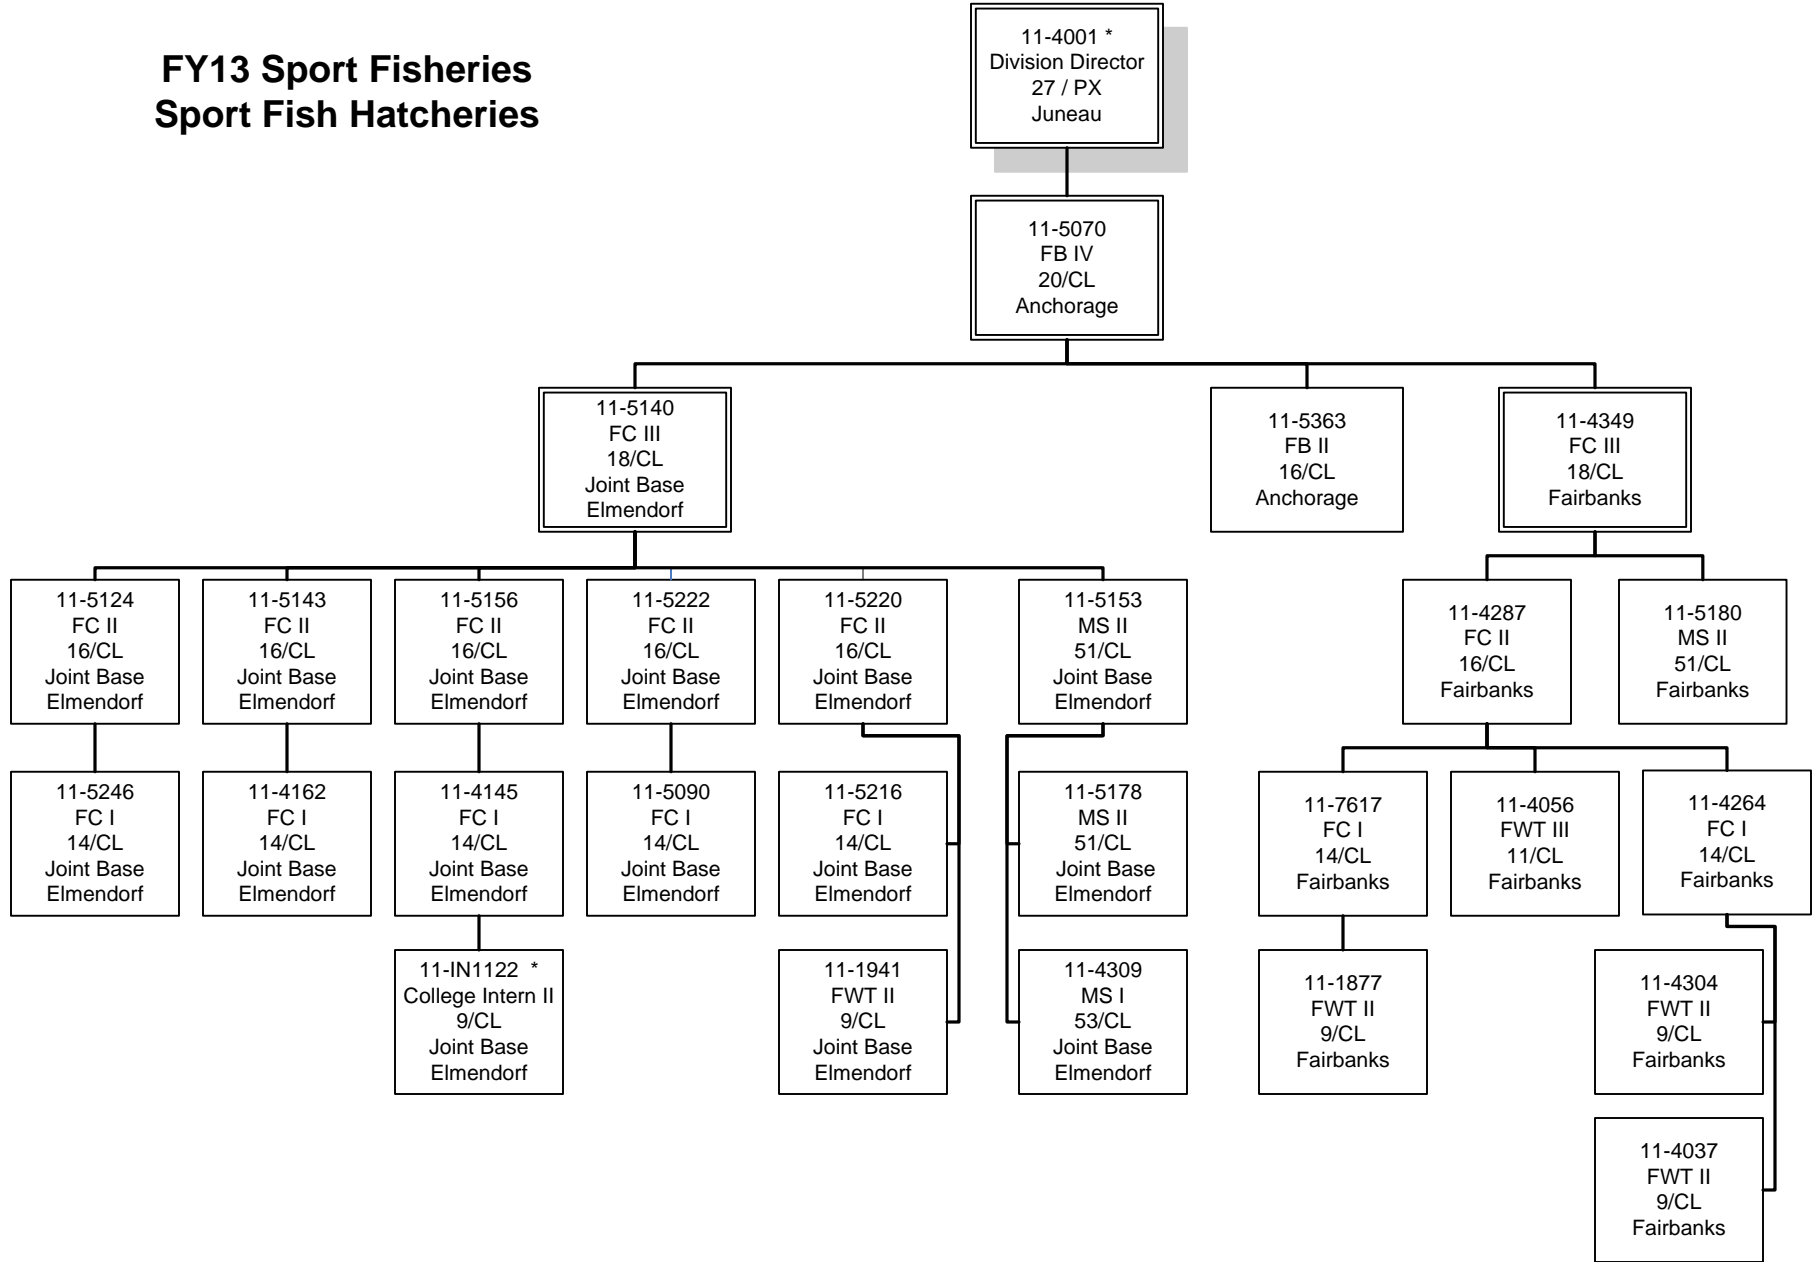 FY13 Sport Fisheries
Sport Fish Hatcheries
11-4001 *
Division Director
27 / PX
Juneau
11-5070
FB IV
20/CL
Anchorage
11-5140
FC III
18/CL
Joint Base
Elmendorf
11-5363
FB II
16/CL
Anchorage
11-4349
FC III
18/CL
Fairbanks
11-5124
FC II
16/CL
Joint Base
Elmendorf
11-5143
FC II
16/CL
Joint Base
Elmendorf
11-5156
FC II
16/CL
Joint Base
Elmendorf
11-5222
FC II
16/CL
Joint Base
Elmendorf
11-5220
FC II
16/CL
Joint Base
Elmendorf
11-5153
MS II
51/CL
Joint Base
Elmendorf
11-4287
FC II
16/CL
Fairbanks
11-5180
MS II
51/CL
Fairbanks
11-5246
FC I
14/CL
Joint Base
Elmendorf
11-4162
FC I
14/CL
Joint Base
Elmendorf
11-4145
FC I
14/CL
Joint Base
Elmendorf
11-5090
FC I
14/CL
Joint Base
Elmendorf
11-5216
FC I
14/CL
Joint Base
Elmendorf
11-5178
MS II
51/CL
Joint Base
Elmendorf
11-7617
FC I
14/CL
Fairbanks
11-4056
FWT III
11/CL
Fairbanks
11-4264
FC I
14/CL
Fairbanks
11-IN1122 *
College Intern II
9/CL
Joint Base
Elmendorf
11-1941
FWT II
9/CL
Joint Base
Elmendorf
11-4309
MS I
53/CL
Joint Base
Elmendorf
11-1877
FWT II
9/CL
Fairbanks
11-4304
FWT II
9/CL
Fairbanks
11-4037
FWT II
9/CL
Fairbanks